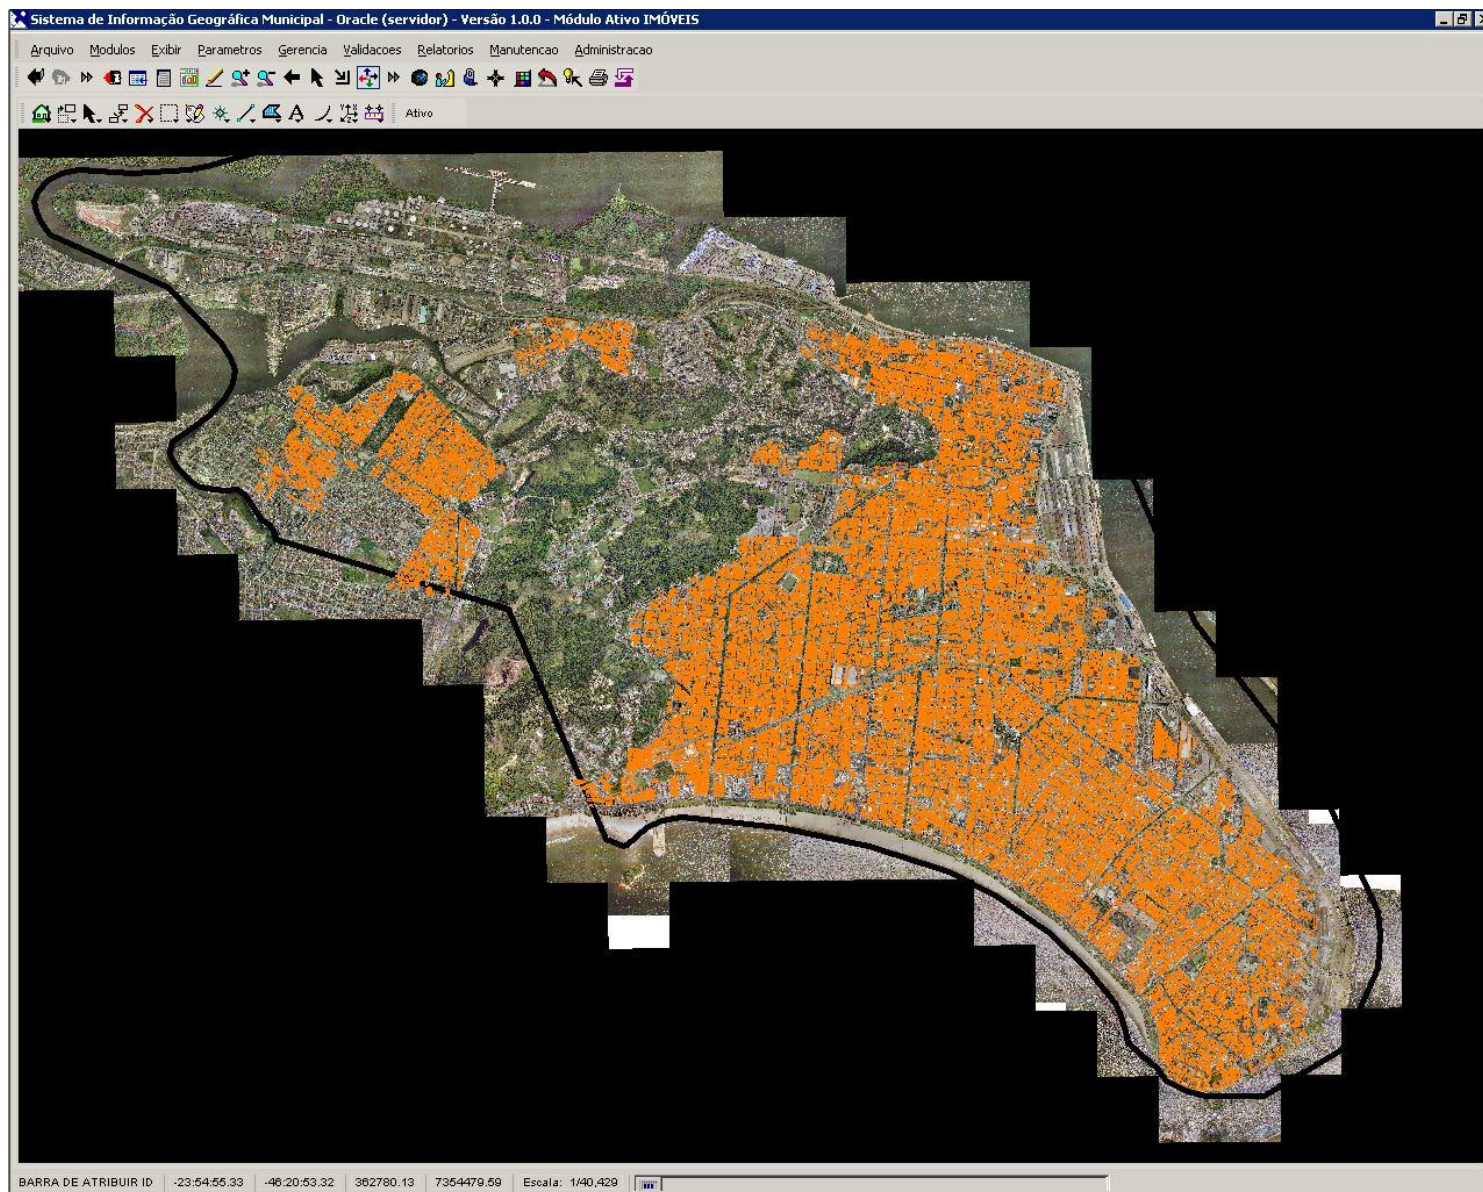 Sistema de Informação Geográfica Municipal - Oracle (servidor) - Versão 1.0.0 - Módulo Ativo IMÓVEIS
Arquivo Modulos Exibir Parametros Gerencia Validacoes Relatorios Manutencao Administracao
Ativo
BARRA DE ATRIBUIR ID -23:54:55.33 -46:20:53.32 362780.13 7354479.59 Escala: 1/40,429